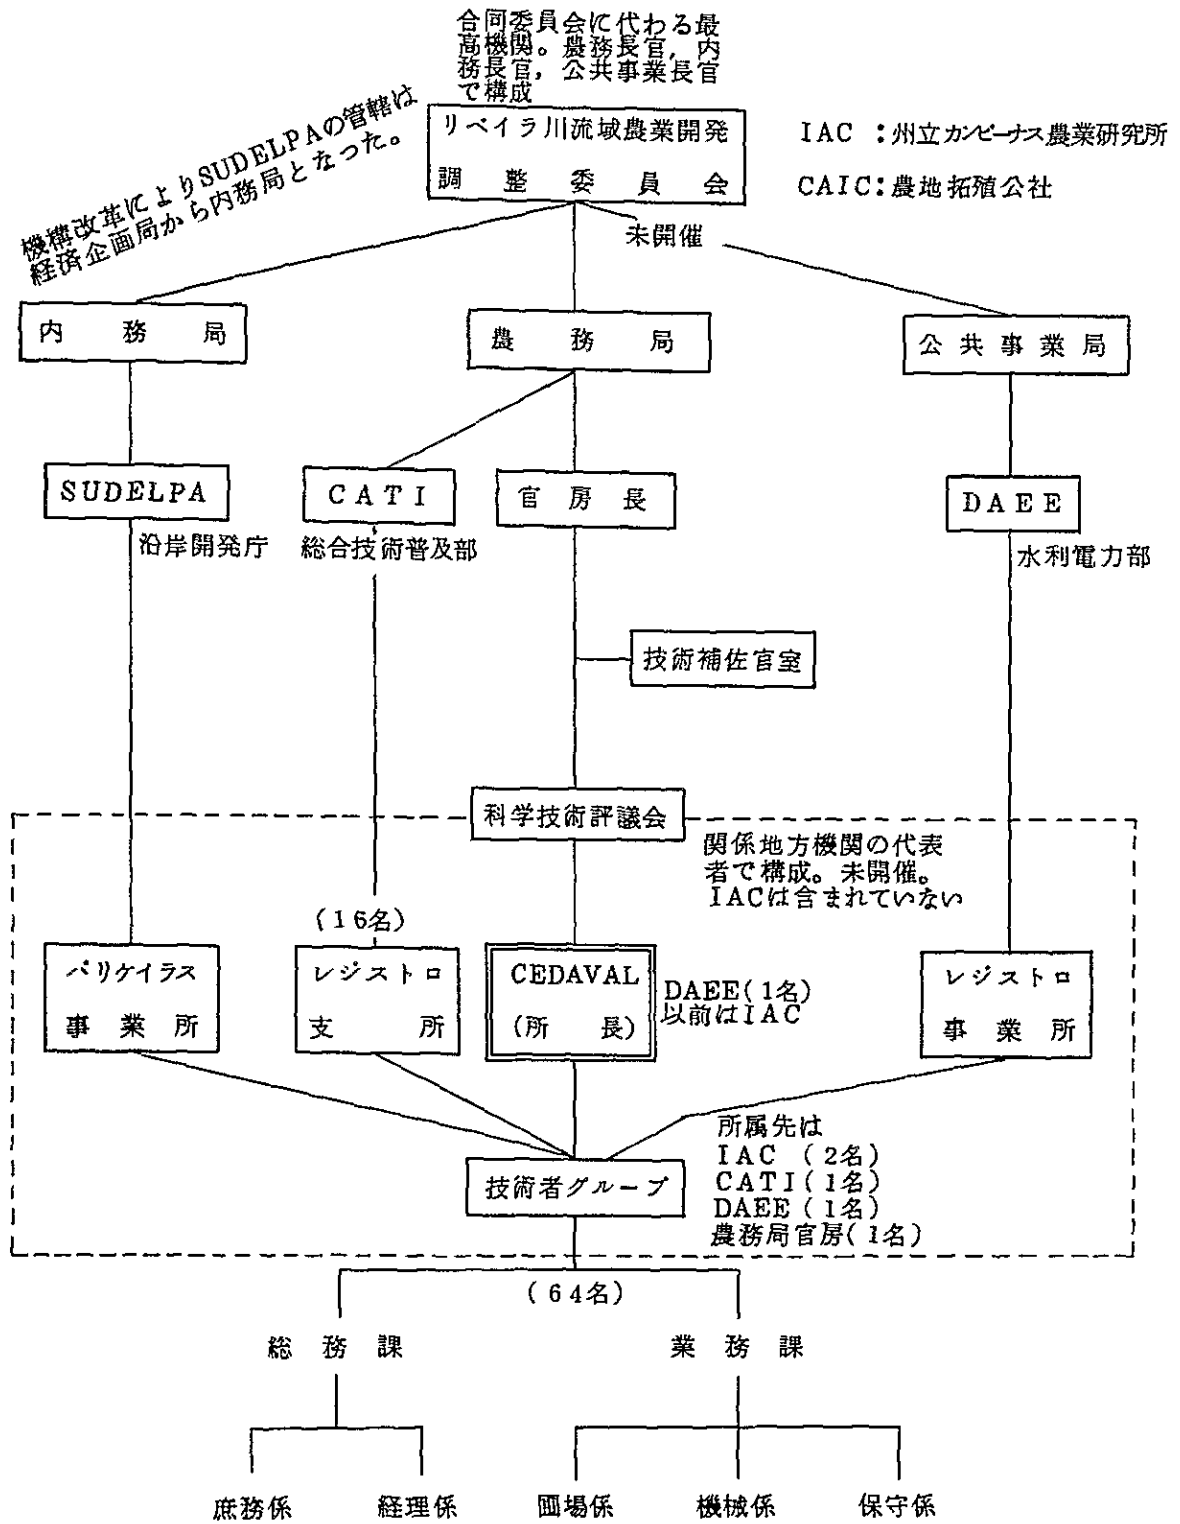 合同委員会に代わる最
高機関。農務長官,内
務長官,公共事業長官
で構成
リベイラ川流域農業開発
調整委員会
IAC:州立カンピーナス農業研究所
CAIC:農地拓殖公社
機構改革によりSUDELPAの管轄は
経済企画局から内務局となった。
未開催
内務局
農務局
公共事業局
SUDELPA
沿岸開発庁
CATI
総合技術普及部
官房長
DAEE
水利電力部
技術補佐官室
科学技術評議会
関係地方機関の代表
者で構成。未開催。
IACは含まれていない
(16名)
パリケイラス
事業所
レジストロ
支所
CEDAVAL
(所長)
DAEE(1名)
以前はIAC
レジストロ
事業所
所属先は
IAC (2名)
CATI(1名)
DAEE(1名)
農務局官房(1名)
技術者グループ
(64名)
総務課
業務課
庶務係
経理係
圃場係
機械係
保守係